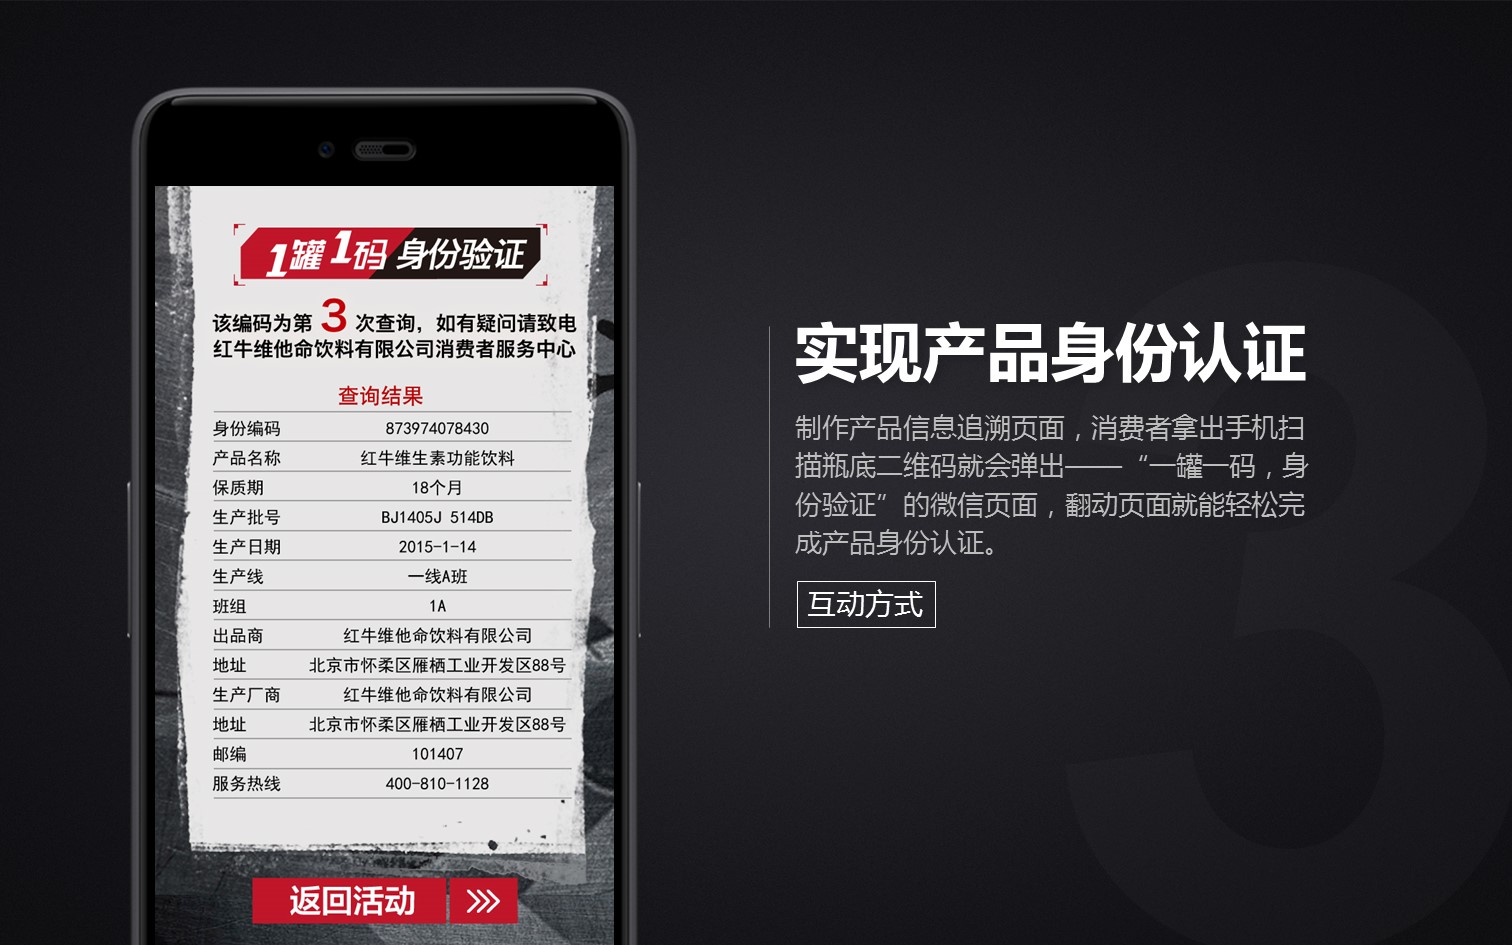 1罐1码 身份验证
该编码为第 3 次查询，如有疑问请致电
红牛维他命饮料有限公司消费者服务中心
查询结果
身份编码 873974078430
产品名称 红牛维生素功能饮料
保质期 18个月
生产批号 BJ1405J 514DB
生产日期 2015-1-14
生产线 一线A班
班组 1A
出品商 红牛维他命饮料有限公司
地址 北京市怀柔区雁栖工业开发区88号
生产厂商 红牛维他命饮料有限公司
地址 北京市怀柔区雁栖工业开发区88号
邮编 101407
服务热线 400-810-1128
返回活动
实现产品身份认证
制作产品信息追溯页面，消费者拿出手机扫
描瓶底二维码就会弹出——“一罐一码，身
份验证”的微信页面，翻动页面就能轻松完
成产品身份认证。
互动方式
3